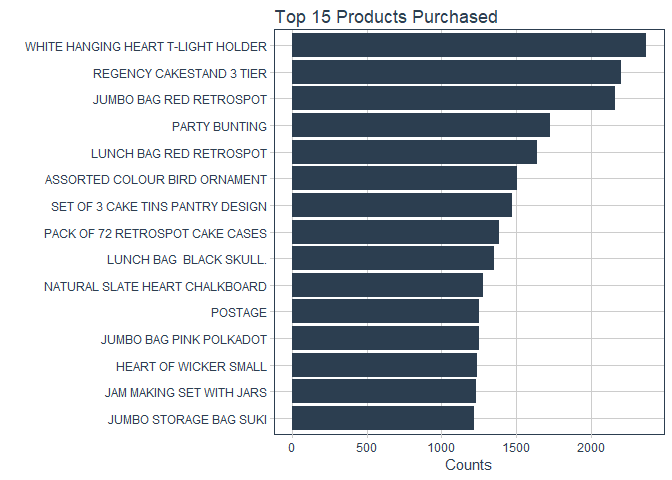 Top 15 Products Purchased
WHITE HANGING HEART T-LIGHT HOLDER
REGENCY CAKESTAND 3 TIER
JUMBO BAG RED RETROSPOT
PARTY BUNTING
LUNCH BAG RED RETROSPOT
ASSORTED COLOUR BIRD ORNAMENT
SET OF 3 CAKE TINS PANTRY DESIGN
PACK OF 72 RETROSPOT CAKE CASES
LUNCH BAG  BLACK SKULL.
NATURAL SLATE HEART CHALKBOARD
POSTAGE
JUMBO BAG PINK POLKADOT
HEART OF WICKER SMALL
JAM MAKING SET WITH JARS
JUMBO STORAGE BAG SUKI
0 500 1000 1500 2000
Counts